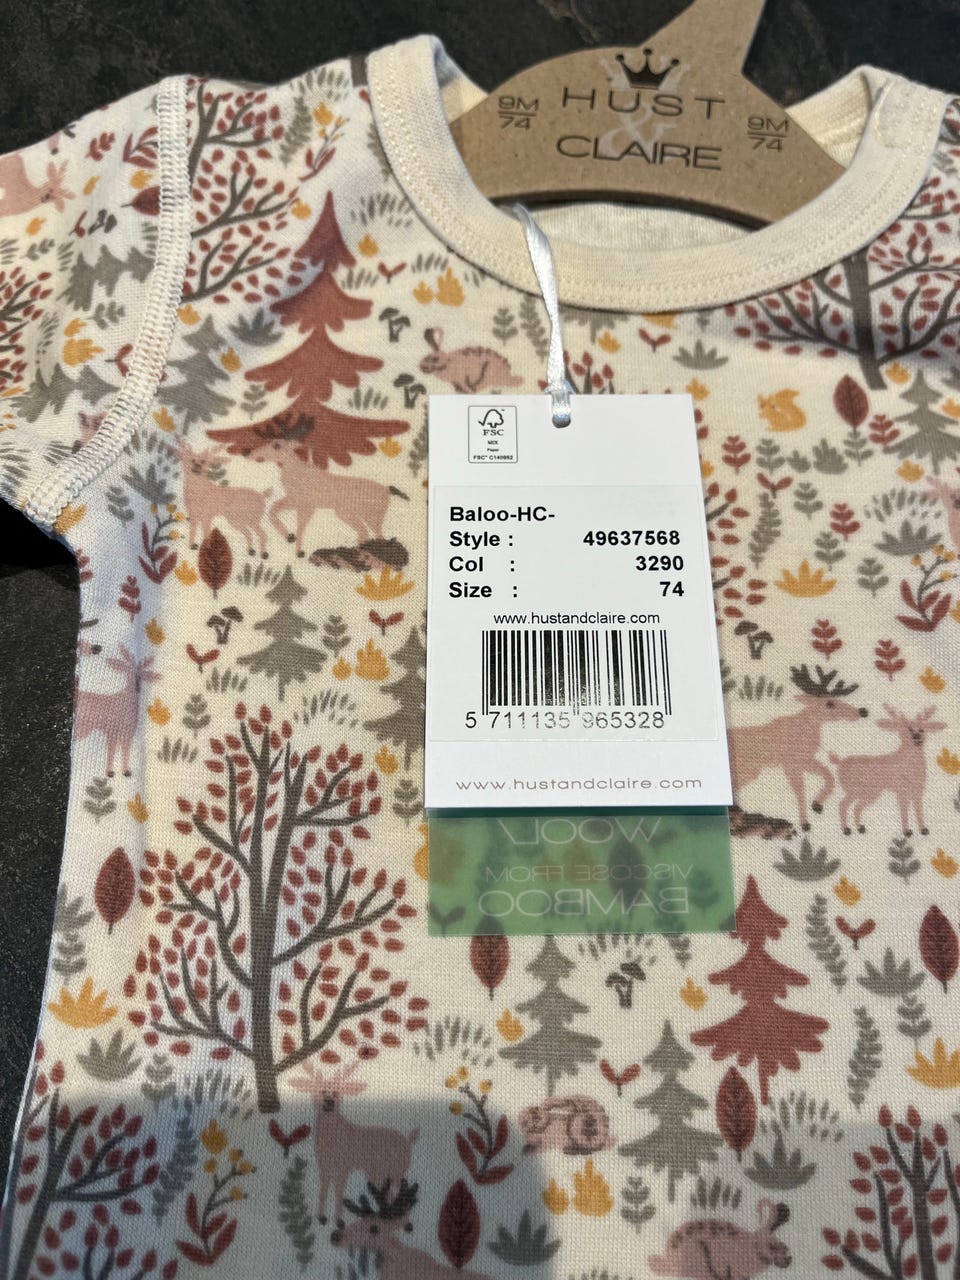 HUST
&
CLAIRE
9M
74
9M
74
FSC
MIX
Paper
FSC™ C140952
Baloo-HC-
Style : 49637568
Col : 3290
Size : 74
www.hustandclaire.com
5 711135 965328
www.hustandclaire.com
WOOL/
VISCOSE FROM
BAMBOO